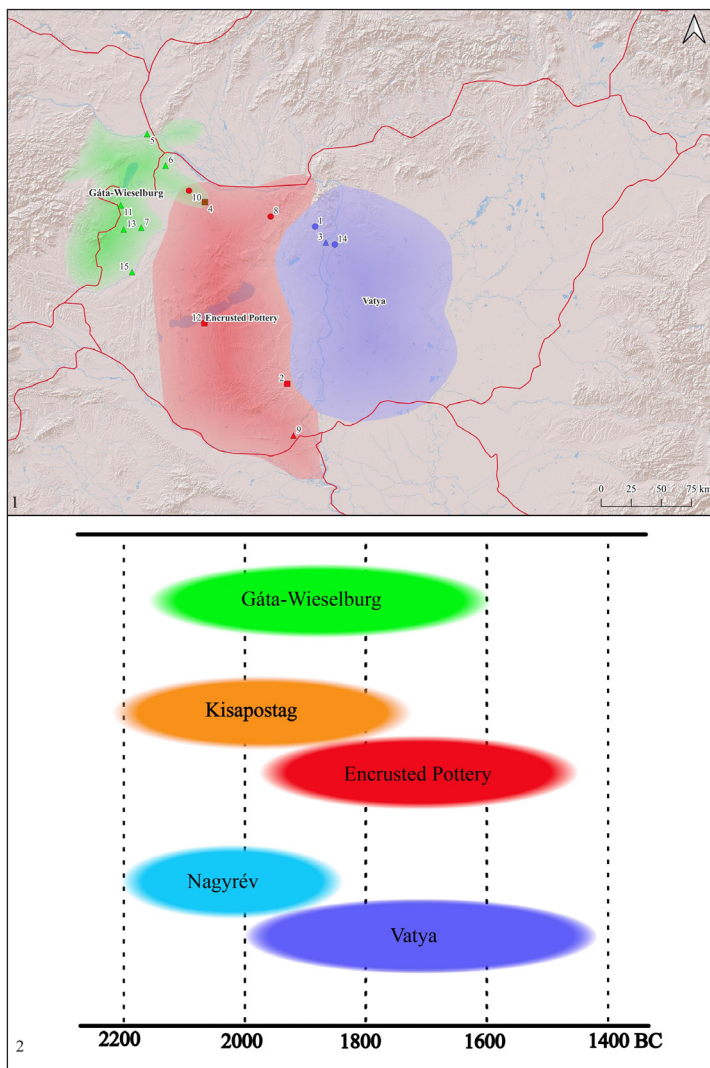 5
6
Gáta-Wieselburg
10
4
11
8
13
7
1
3
14
15
Vatya
12
Encrusted Pottery
2
9
1
0 25 50 75 km
Gáta-Wieselburg
Kisapostag
Encrusted Pottery
Nagyrév
Vatya
2
2200 2000 1800 1600 1400 BC